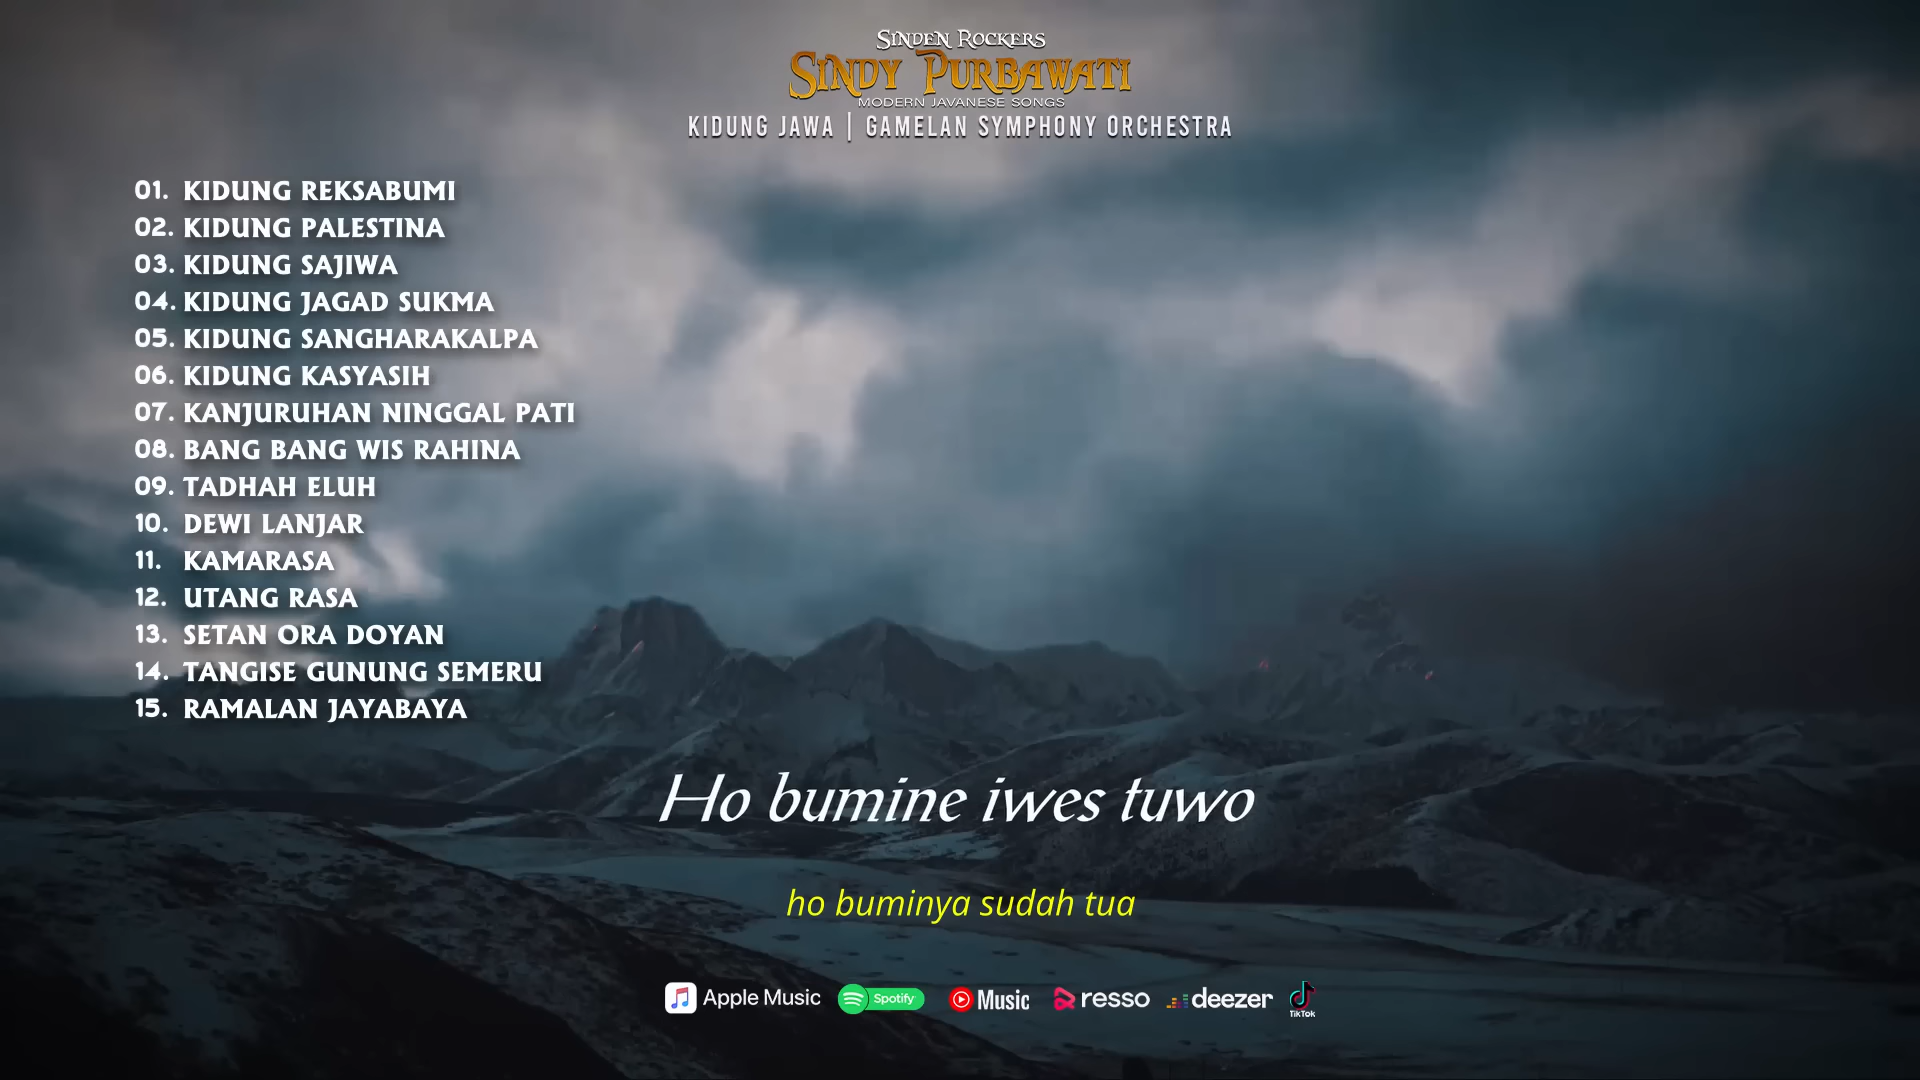 SINDEN ROCKERS
SINDY PURBAWATI
MODERN JAVANESE SONGS
KIDUNG JAWA | GAMELAN SYMPHONY ORCHESTRA
01. KIDUNG REKSABUMI
02. KIDUNG PALESTINA
03. KIDUNG SAJIWA
04. KIDUNG JAGAD SUKMA
05. KIDUNG SANGHARAKALPA
06. KIDUNG KASYASIH
07. KANJURUHAN NINGGAL PATI
08. BANG BANG WIS RAHINA
09. TADHAH ELUH
10. DEWI LANJAR
11. KAMARASA
12. UTANG RASA
13. SETAN ORA DOYAN
14. TANGISE GUNUNG SEMERU
15. RAMALAN JAYABAYA
Ho bumine iwes tuwo
ho buminya sudah tua
Apple Music Spotify Music resso deezer TikTok